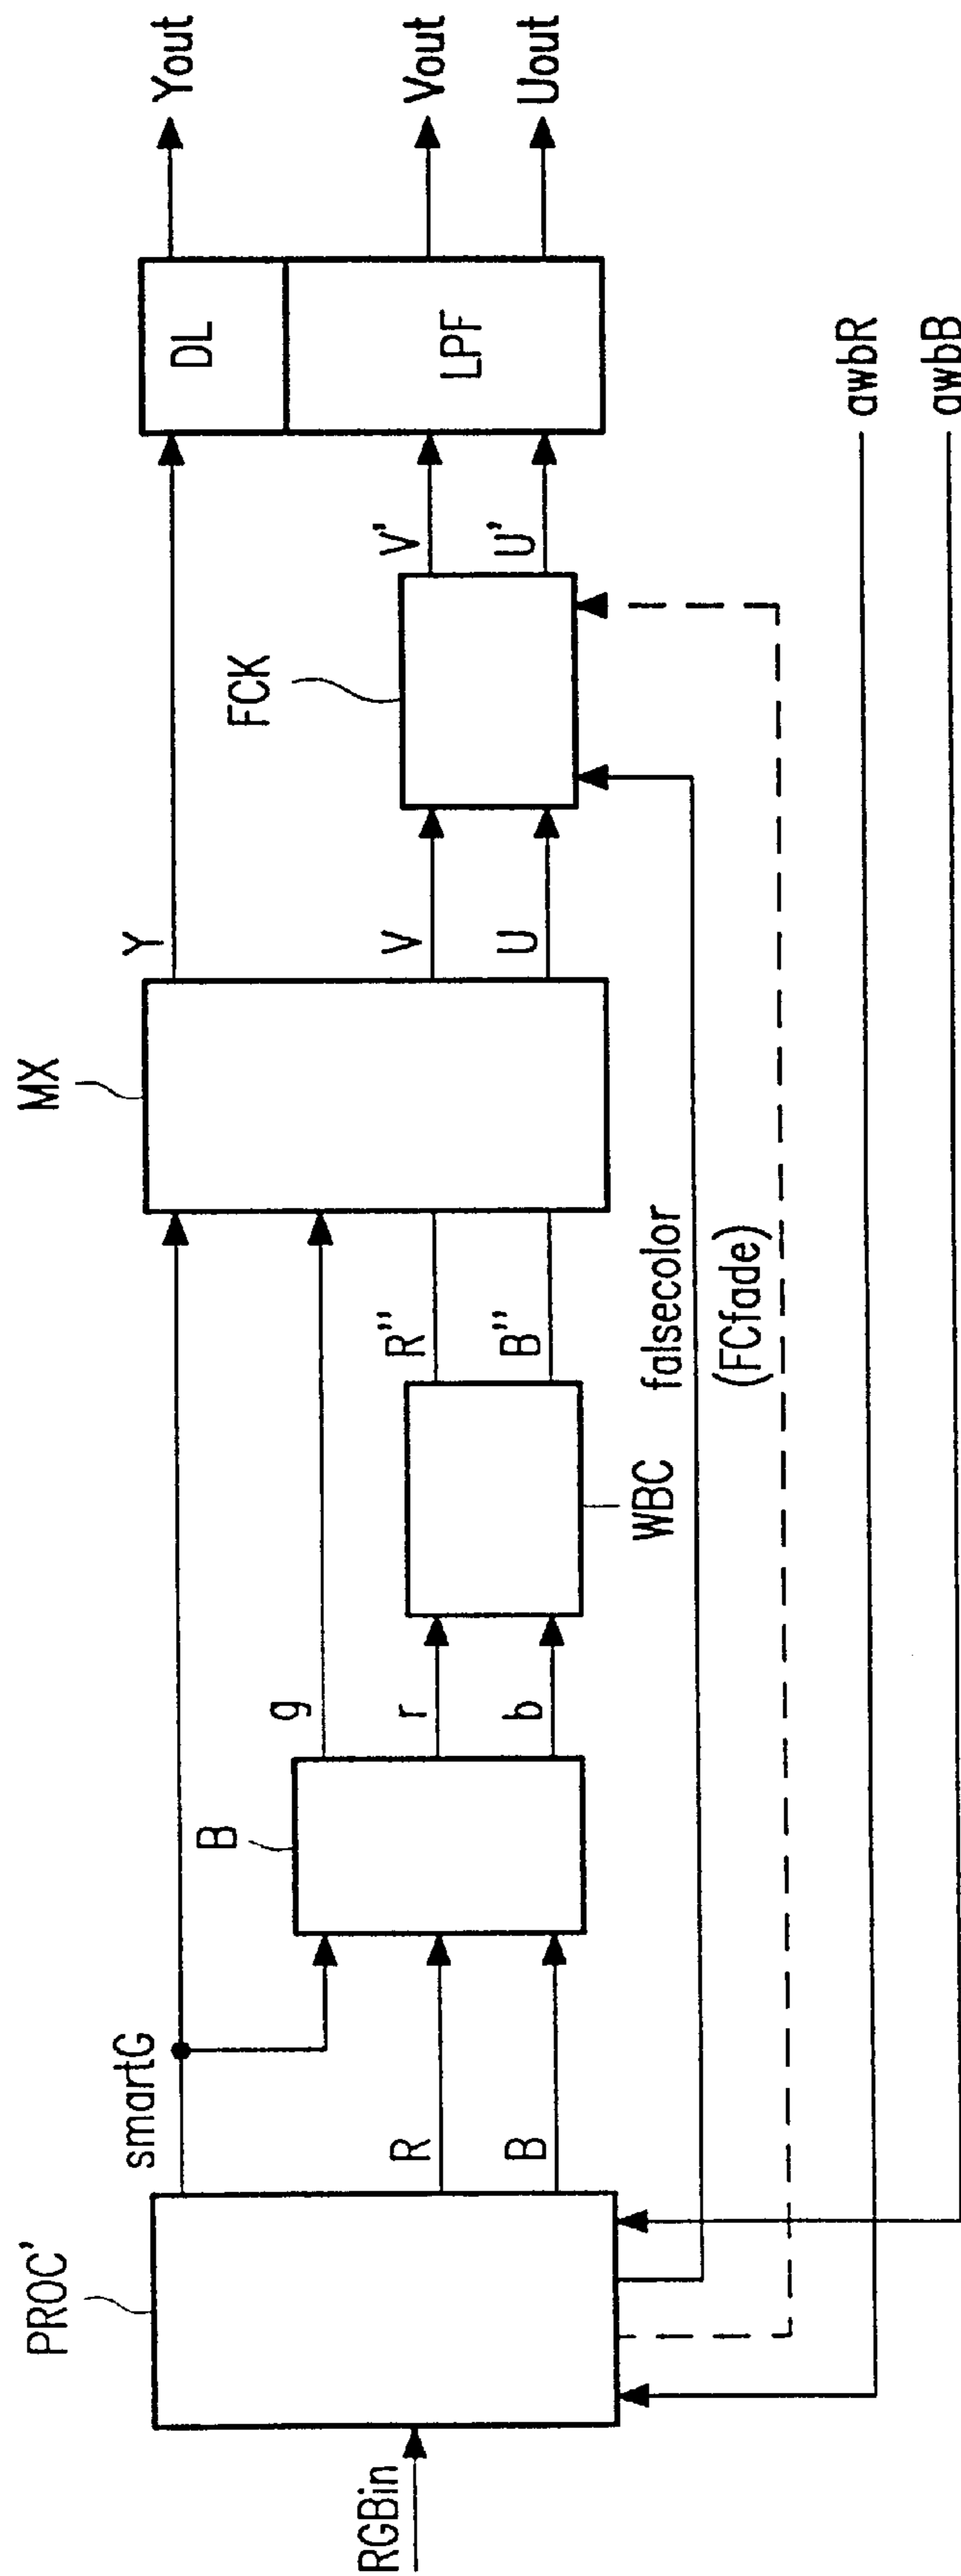 RGBin
PROC'
smartG
R
B
B
g
r
b
WBC
R"
B"
falsecolor
(FCfade)
MX
Y
V
U
FCK
V'
U'
DL
LPF
Yout
Vout
Uout
awbR
awbB